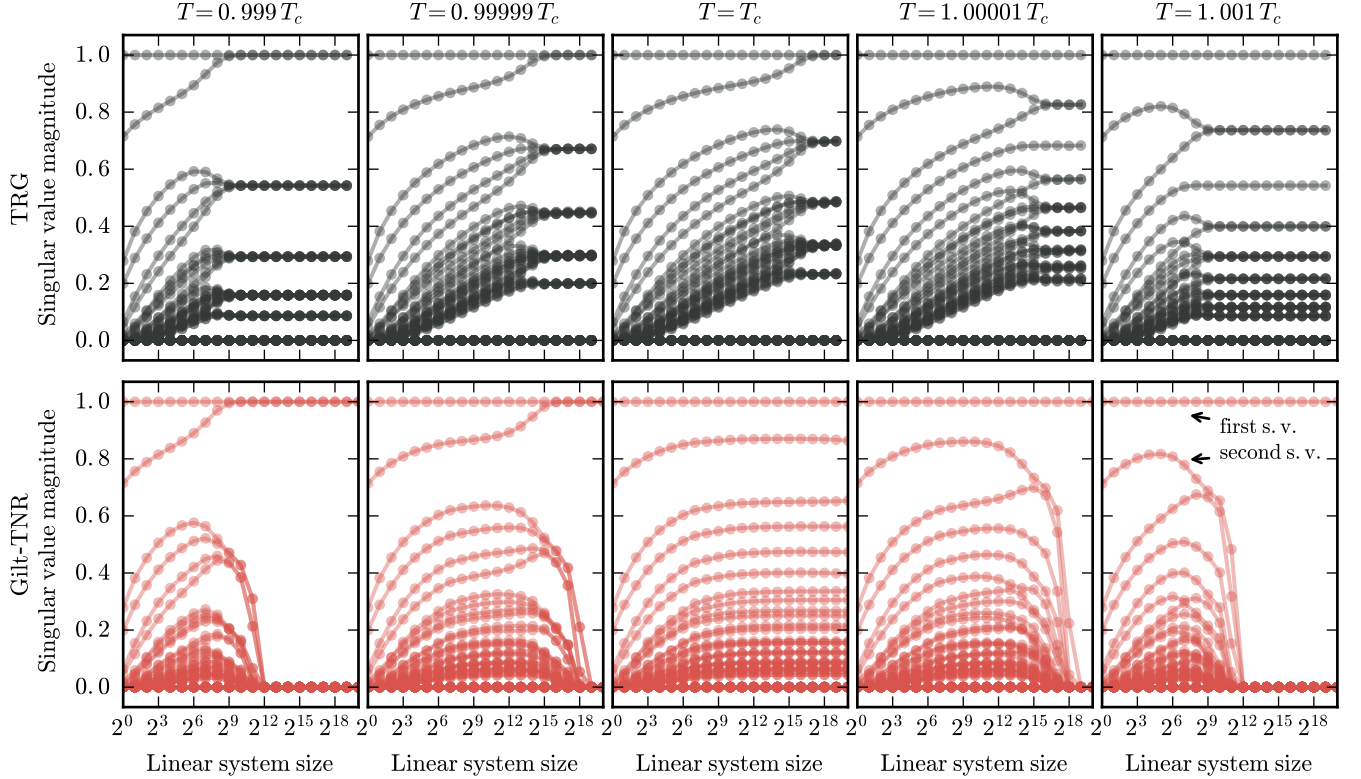 T = 0.999 T_c
T = 0.99999 T_c
T = T_c
T = 1.00001 T_c
T = 1.001 T_c
TRG
Singular value magnitude
1.0
0.8
0.6
0.4
0.2
0.0
Gilt-TNR
Singular value magnitude
1.0
0.8
0.6
0.4
0.2
0.0
first s. v.
second s. v.
2^0 2^3 2^6 2^9 2^12 2^15 2^18
2^0 2^3 2^6 2^9 2^12 2^15 2^18
2^0 2^3 2^6 2^9 2^12 2^15 2^18
2^0 2^3 2^6 2^9 2^12 2^15 2^18
2^0 2^3 2^6 2^9 2^12 2^15 2^18
Linear system size
Linear system size
Linear system size
Linear system size
Linear system size